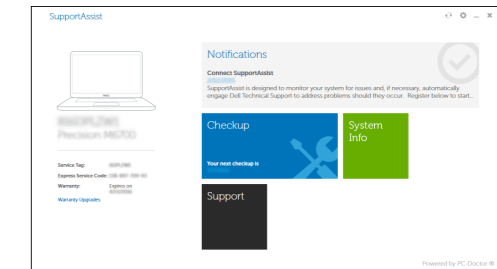 SupportAssist
Notifications
Connect SupportAssist
SupportAssist is designed to monitor your system for issues and, if necessary, automatically
engage Dell Technical Support to address problems should they occur. Register below to start...
Precision M6700
Checkup
System
Info
Your next checkup is
Service Tag:
Express Service Code:
Warranty: Expires on
Warranty Upgrades
Support
Powered by PC-Doctor ®